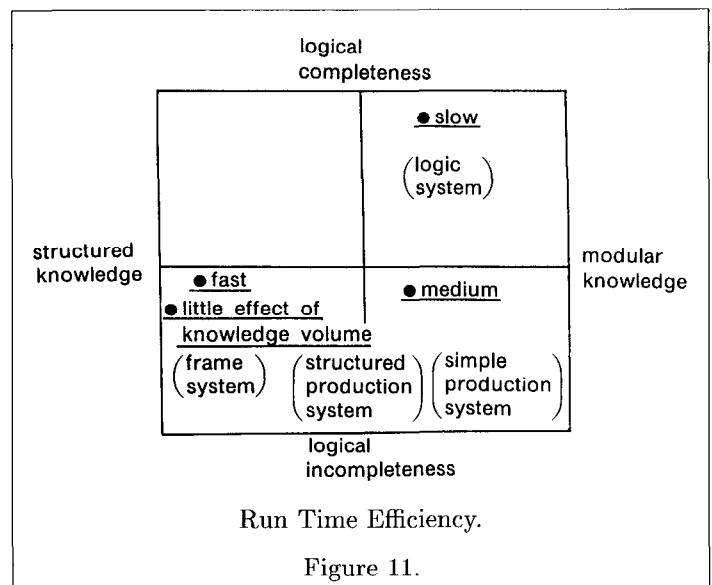 logical
completeness
● slow
(logic
system)
structured
knowledge
modular
knowledge
● fast
● little effect of
knowledge volume
● medium
(frame
system)
(structured
production
system)
(simple
production
system)
logical
incompleteness
Run Time Efficiency.
Figure 11.